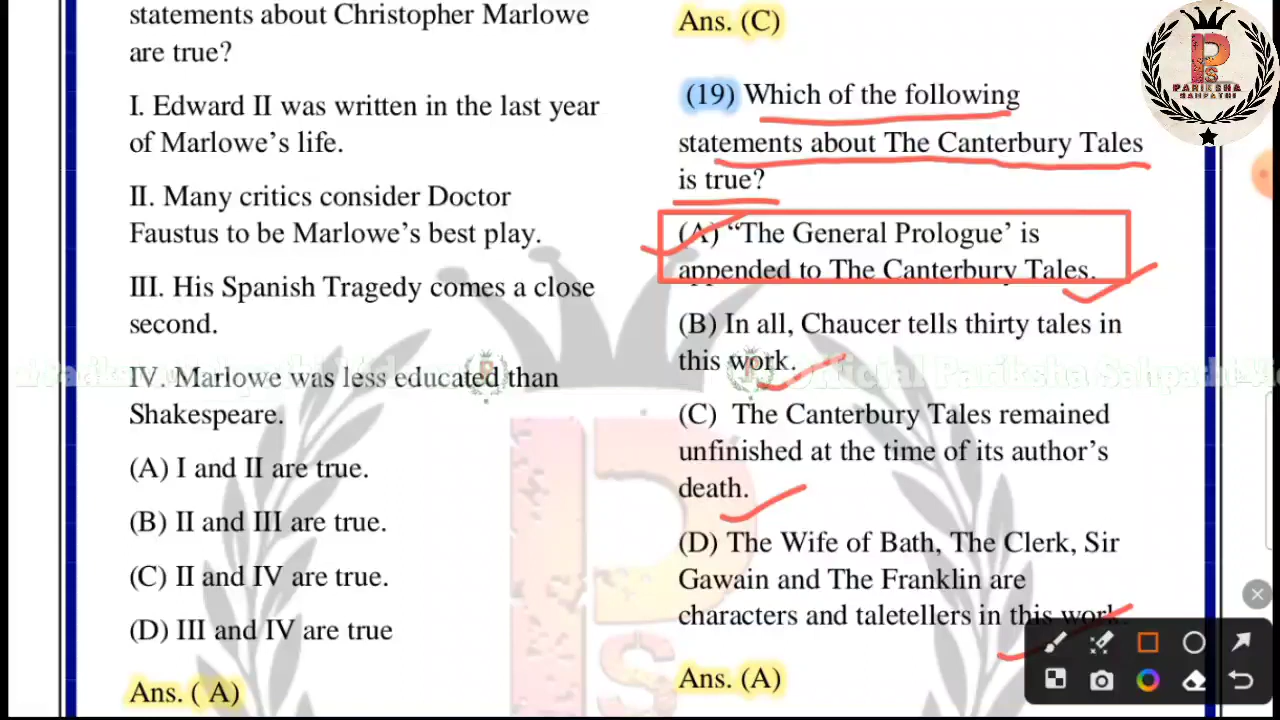 statements about Christopher Marlowe
are true?
I. Edward II was written in the last year
of Marlowe's life.
II. Many critics consider Doctor
Faustus to be Marlowe's best play.
III. His Spanish Tragedy comes a close
second.
IV. Marlowe was less educated than
Shakespeare.
(A) I and II are true.
(B) II and III are true.
(C) II and IV are true.
(D) III and IV are true
Ans. ( A)
Ans. (C)
(19) Which of the following
statements about The Canterbury Tales
is true?
(A) “The General Prologue’ is
appended to The Canterbury Tales.
(B) In all, Chaucer tells thirty tales in
this work.
(C) The Canterbury Tales remained
unfinished at the time of its author’s
death.
(D) The Wife of Bath, The Clerk, Sir
Gawain and The Franklin are
characters and taletellers in this work.
Ans. (A)
PS
PARIKSHA
SAHPATHI
Official Pariksha Sahpathi
PS